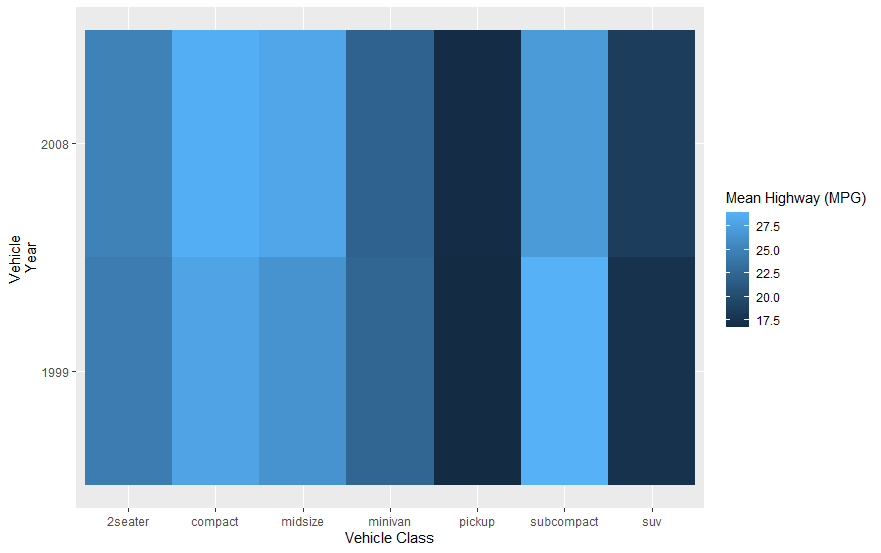 2008
1999
Vehicle
Year
2seater compact midsize minivan pickup subcompact suv
Vehicle Class
Mean Highway (MPG)
27.5
25.0
22.5
20.0
17.5